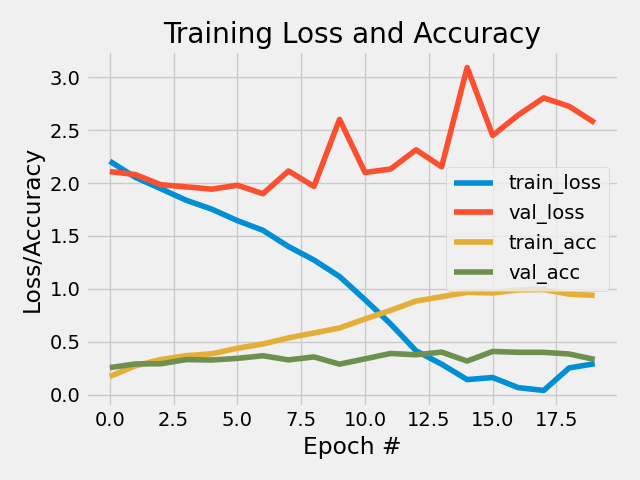 Training Loss and Accuracy
Loss/Accuracy
3.0
2.5
2.0
1.5
1.0
0.5
0.0
train_loss
val_loss
train_acc
val_acc
0.0 2.5 5.0 7.5 10.0 12.5 15.0 17.5
Epoch #